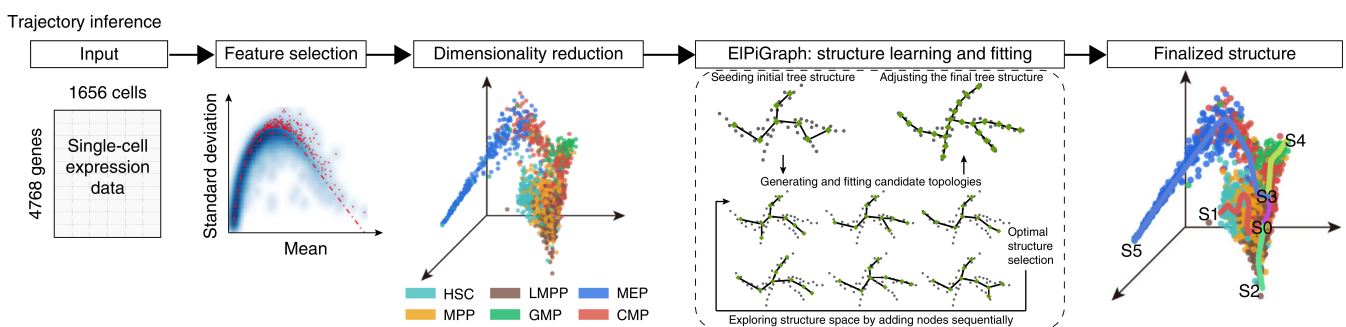 Trajectory inference
Input
Feature selection
Dimensionality reduction
ElPiGraph: structure learning and fitting
Finalized structure
1656 cells
4768 genes
Single-cell
expression
data
Standard deviation
Mean
HSC
LMPP
MEP
MPP
GMP
CMP
Seeding initial tree structure
Adjusting the final tree structure
Generating and fitting candidate topologies
Optimal
structure
selection
Exploring structure space by adding nodes sequentially
S4
S3
S1
S0
S5
S2